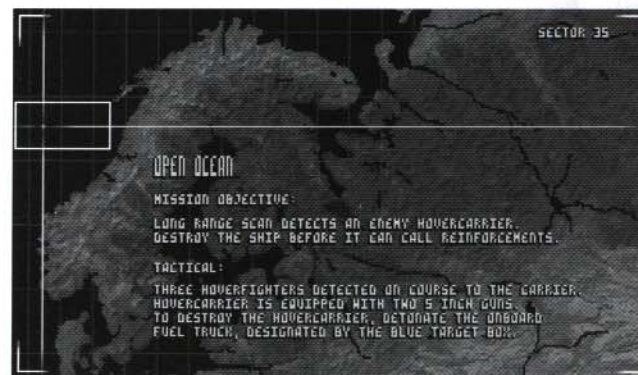 SECTOR 35
OPEN OCEAN
MISSION OBJECTIVE:
LONG RANGE SCAN DETECTS AN ENEMY HOVERCARRIER.
DESTROY THE SHIP BEFORE IT CAN CALL REINFORCEMENTS.
TACTICAL:
THREE HOVERFIGHTERS DETECTED ON COURSE TO THE CARRIER.
HOVERCARRIER IS EQUIPPED WITH TWO 5 INCH GUNS.
TO DESTROY THE HOVERCARRIER, DETONATE THE ONBOARD
FUEL TRUCK, DESIGNATED BY THE BLUE TARGET BOX.